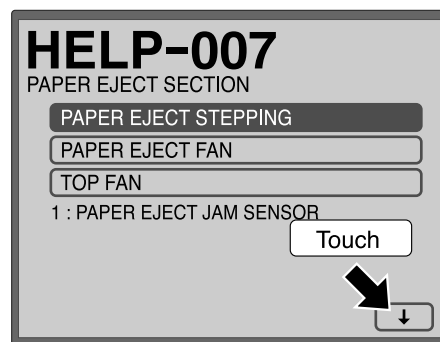 HELP-007
PAPER EJECT SECTION
PAPER EJECT STEPPING
PAPER EJECT FAN
TOP FAN
1 : PAPER EJECT JAM SENSOR
Touch
↓